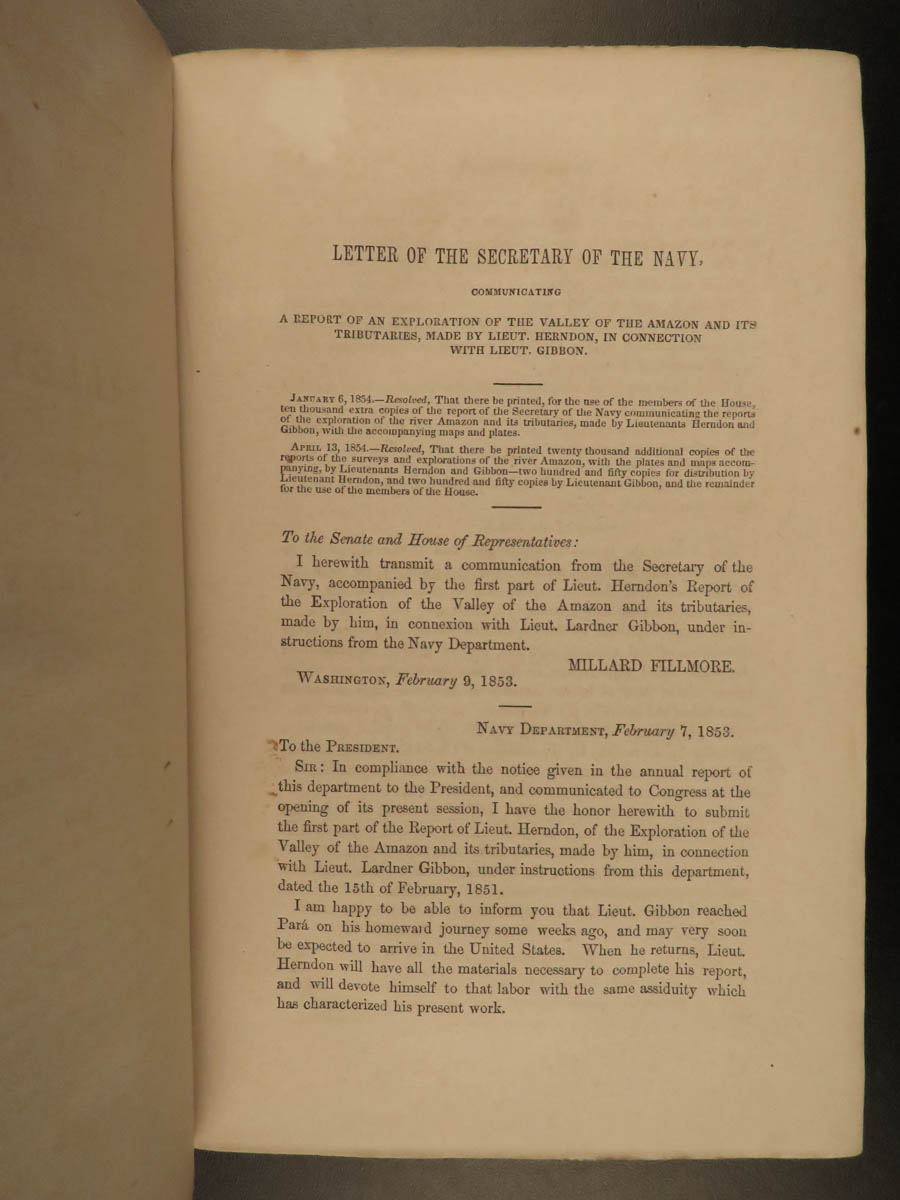 LETTER OF THE SECRETARY OF THE NAVY,
COMMUNICATING
A REPORT OF AN EXPLORATION OF THE VALLEY OF THE AMAZON AND ITS
TRIBUTARIES, MADE BY LIEUT. HERNDON, IN CONNECTION
WITH LIEUT. GIBBON.
JANUARY 6, 1854.—Resolved, That there be printed, for the use of the members of the House,
ten thousand extra copies of the report of the Secretary of the Navy communicating the reports
of the exploration of the river Amazon and its tributaries, made by Lieutenants Herndon and
Gibbon, with the accompanying maps and plates.
APRIL 13, 1854.—Resolved, That there be printed twenty thousand additional copies of the
reports of the surveys and explorations of the river Amazon, with the plates and maps accom-
panying, by Lieutenants Herndon and Gibbon—two hundred and fifty copies for distribution by
Lieutenant Herndon, and two hundred and fifty copies by Lieutenant Gibbon, and the remainder
for the use of the members of the House.
To the Senate and House of Representatives:
I herewith transmit a communication from the Secretary of the
Navy, accompanied by the first part of Lieut. Herndon's Report of
the Exploration of the Valley of the Amazon and its tributaries,
made by him, in connexion with Lieut. Lardner Gibbon, under in-
structions from the Navy Department.
MILLARD FILLMORE.
WASHINGTON, February 9, 1853.
NAVY DEPARTMENT, February 7, 1853.
To the PRESIDENT.
SIR: In compliance with the notice given in the annual report of
this department to the President, and communicated to Congress at the
opening of its present session, I have the honor herewith to submit
the first part of the Report of Lieut. Herndon, of the Exploration of the
Valley of the Amazon and its tributaries, made by him, in connection
with Lieut. Lardner Gibbon, under instructions from this department,
dated the 15th of February, 1851.
I am happy to be able to inform you that Lieut. Gibbon reached
Pará on his homeward journey some weeks ago, and may very soon
be expected to arrive in the United States. When he returns, Lieut.
Herndon will have all the materials necessary to complete his report,
and will devote himself to that labor with the same assiduity which
has characterized his present work.